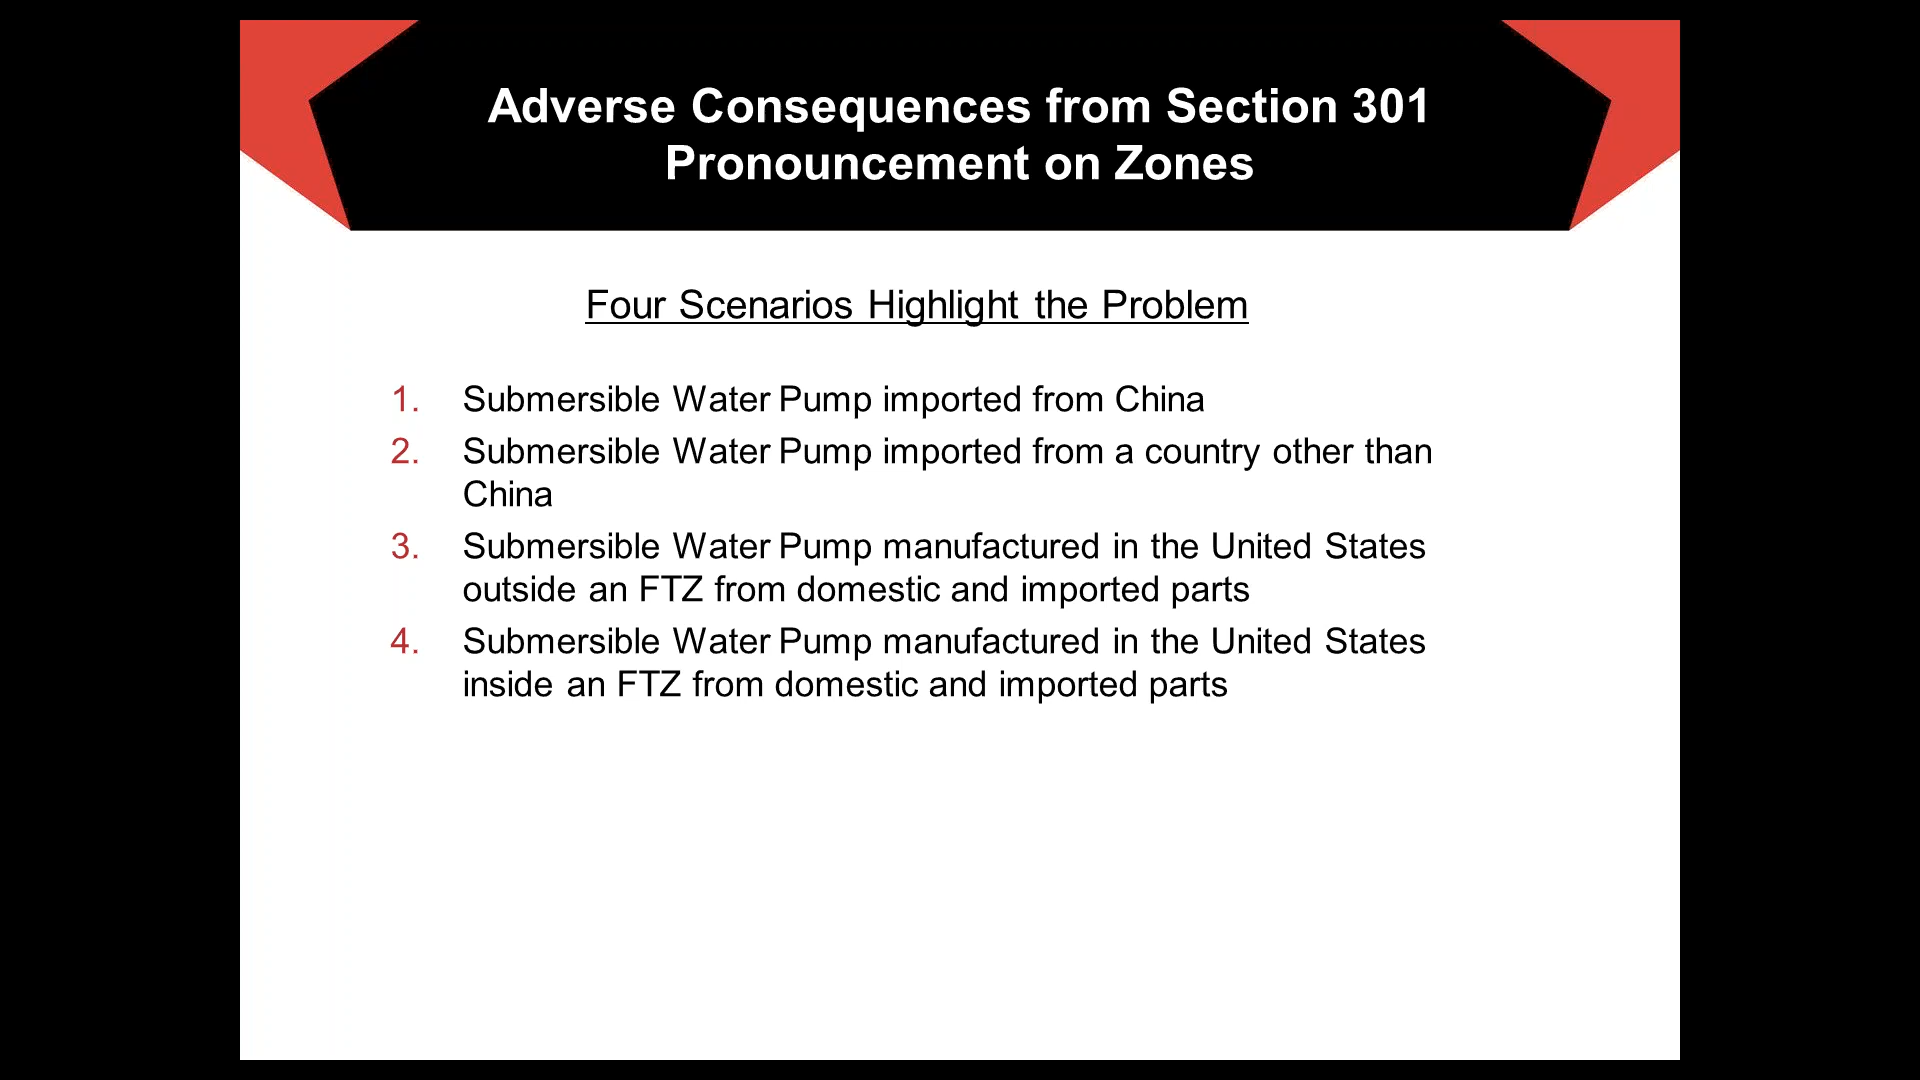 Adverse Consequences from Section 301
Pronouncement on Zones
Four Scenarios Highlight the Problem
1. Submersible Water Pump imported from China
2. Submersible Water Pump imported from a country other than
China
3. Submersible Water Pump manufactured in the United States
outside an FTZ from domestic and imported parts
4. Submersible Water Pump manufactured in the United States
inside an FTZ from domestic and imported parts